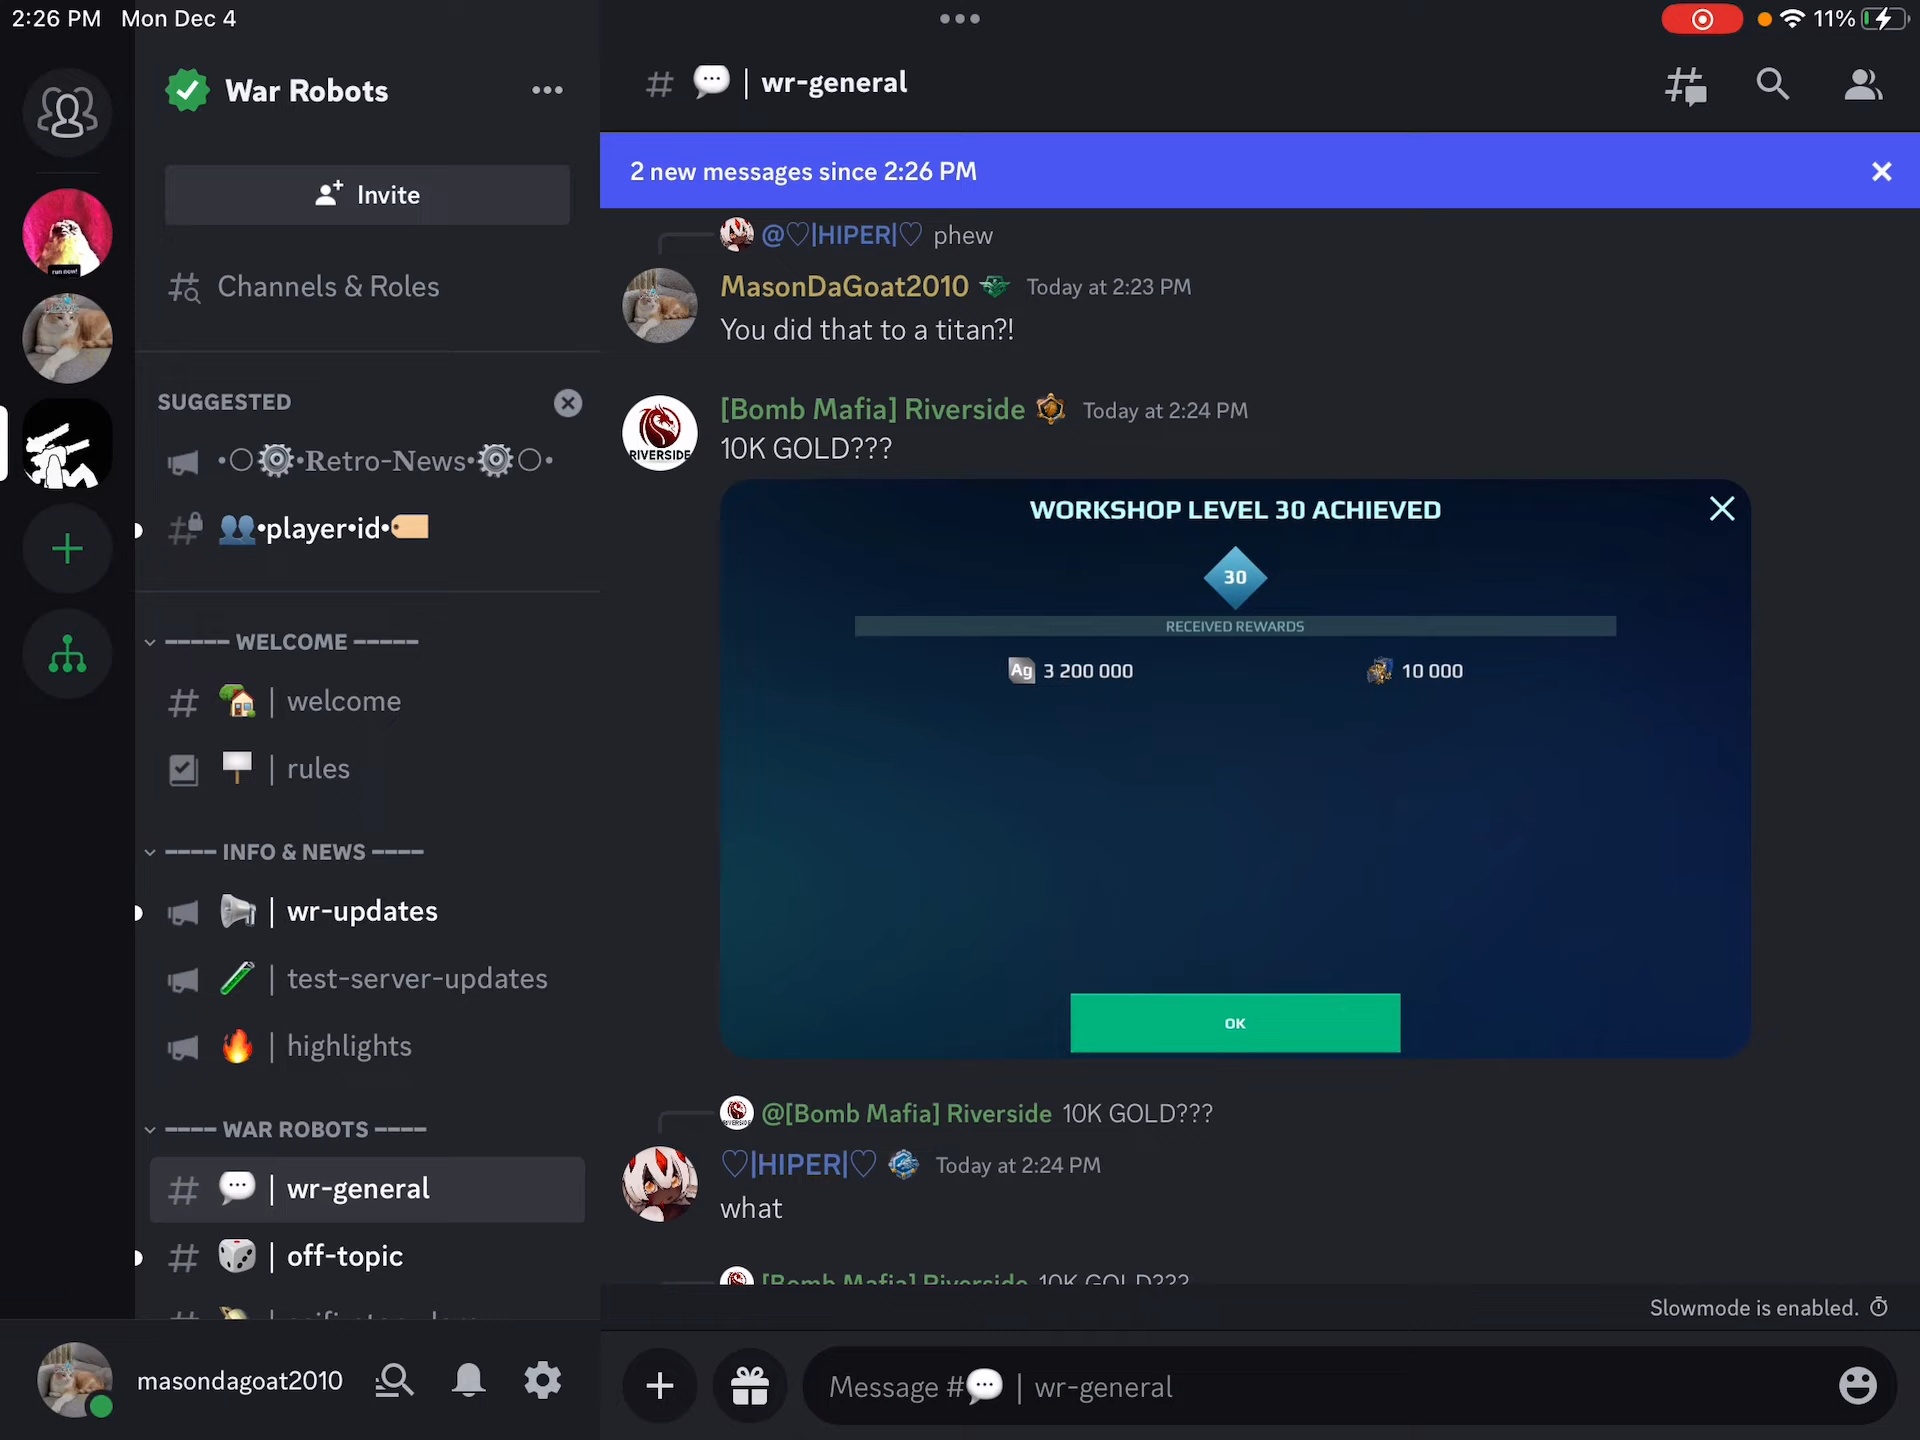 2:26 PM Mon Dec 4
11%
War Robots
Invite
Channels & Roles
SUGGESTED
•○⚙•Retro-News•⚙○•
👥•player•id•🏷
----- WELCOME -----
🏡 | welcome
🪧 | rules
---- INFO & NEWS ----
📢 | wr-updates
🧪 | test-server-updates
🔥 | highlights
---- WAR ROBOTS ----
💬 | wr-general
🎲 | off-topic
masondagoat2010
# 💬 | wr-general
2 new messages since 2:26 PM
@♡|HIPER|♡ phew
MasonDaGoat2010 Today at 2:23 PM
You did that to a titan?!
[Bomb Mafia] Riverside Today at 2:24 PM
RIVERSIDE
10K GOLD???
WORKSHOP LEVEL 30 ACHIEVED
30
RECEIVED REWARDS
Ag 3 200 000
10 000
OK
@[Bomb Mafia] Riverside 10K GOLD???
♡|HIPER|♡ Today at 2:24 PM
what
[Bomb Mafia] Riverside 10K GOLD???
Slowmode is enabled.
Message #💬 | wr-general